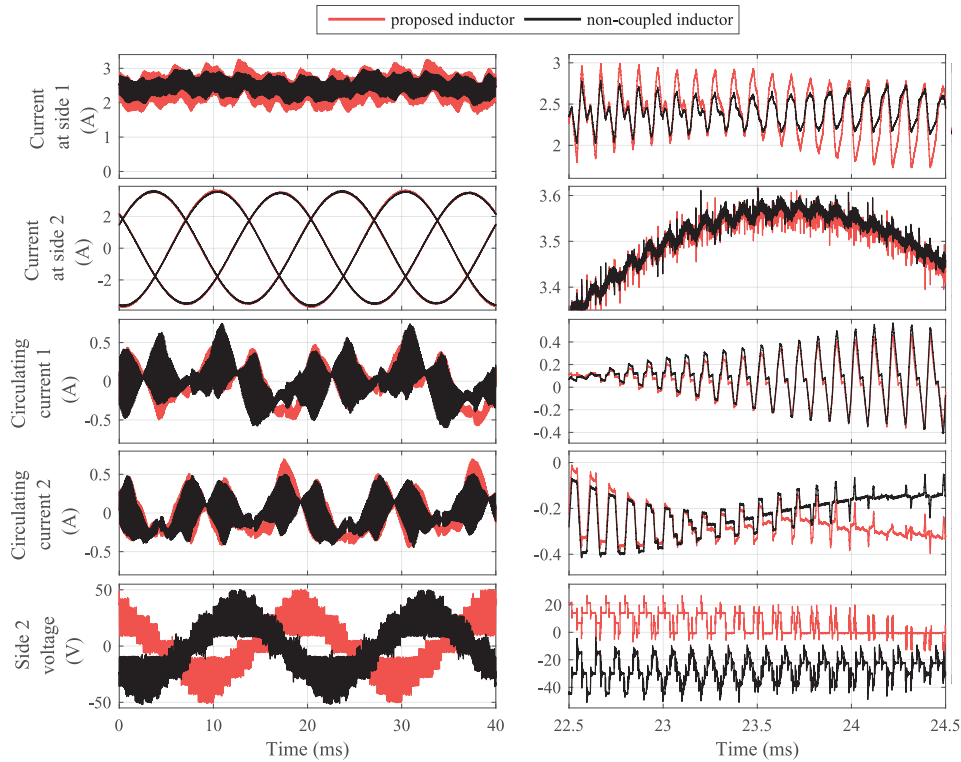 proposed inductor non-coupled inductor
Current
at side 1
(A)
3
2
1
0
3
2.5
2
Current
at side 2
(A)
2
0
-2
3.6
3.5
3.4
Circulating
current 1
(A)
0.5
0
-0.5
0.4
0.2
0
-0.2
-0.4
Circulating
current 2
(A)
0.5
0
-0.5
0
-0.2
-0.4
Side 2
voltage
(V)
50
0
-50
20
0
-20
-40
0 10 20 30 40
22.5 23 23.5 24 24.5
Time (ms)
Time (ms)